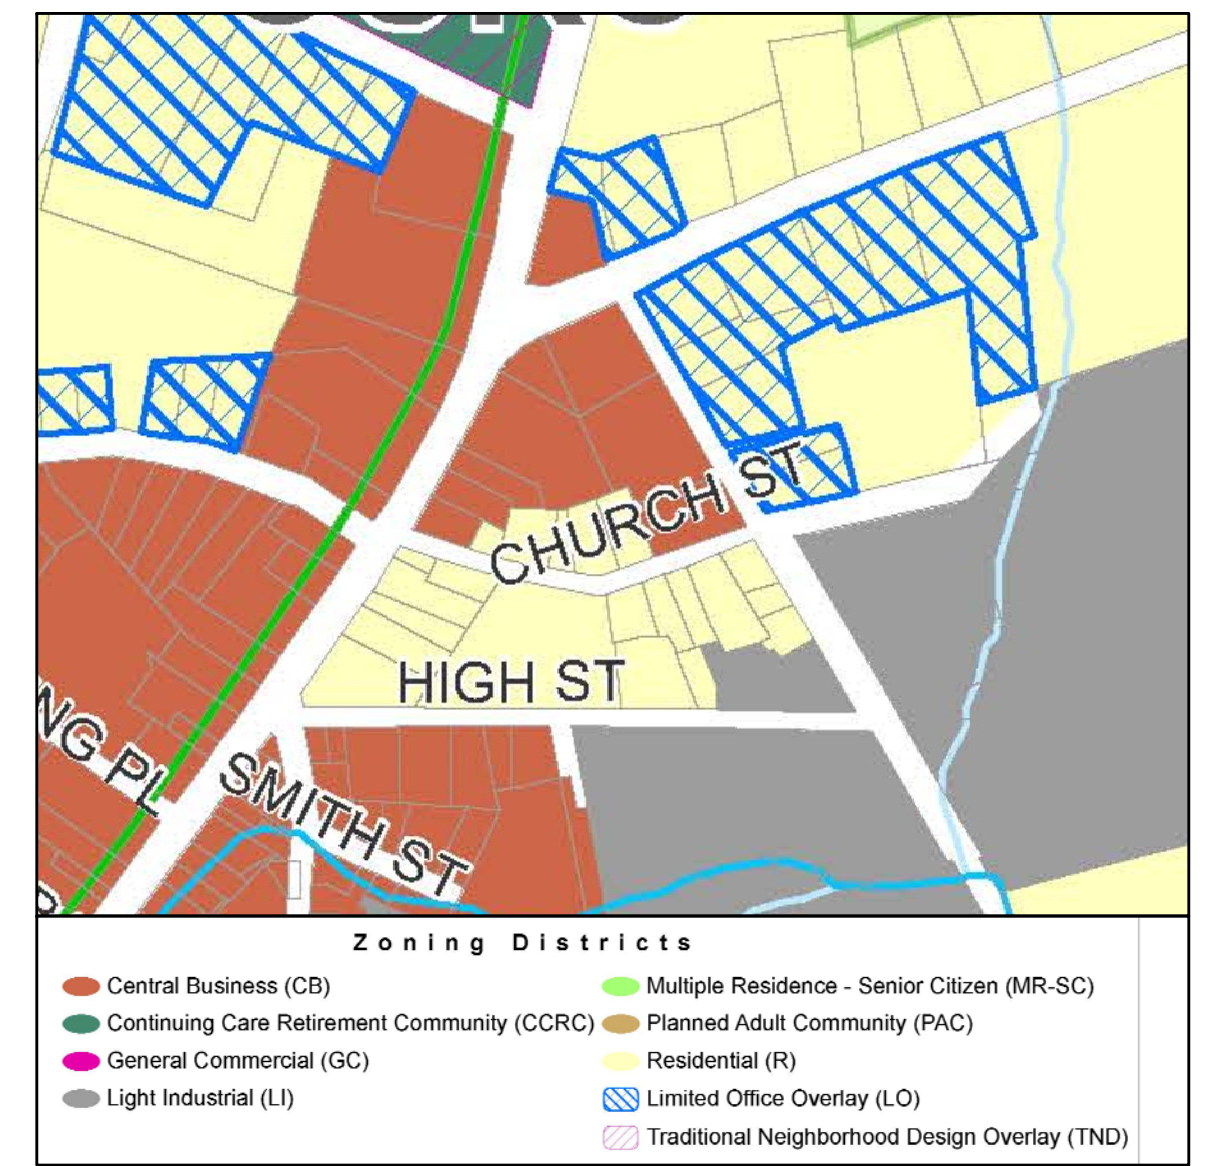 CHURCH ST
HIGH ST
NG PL
SMITH ST
Zoning Districts
Central Business (CB)
Continuing Care Retirement Community (CCRC)
General Commercial (GC)
Light Industrial (LI)
Multiple Residence - Senior Citizen (MR-SC)
Planned Adult Community (PAC)
Residential (R)
Limited Office Overlay (LO)
Traditional Neighborhood Design Overlay (TND)